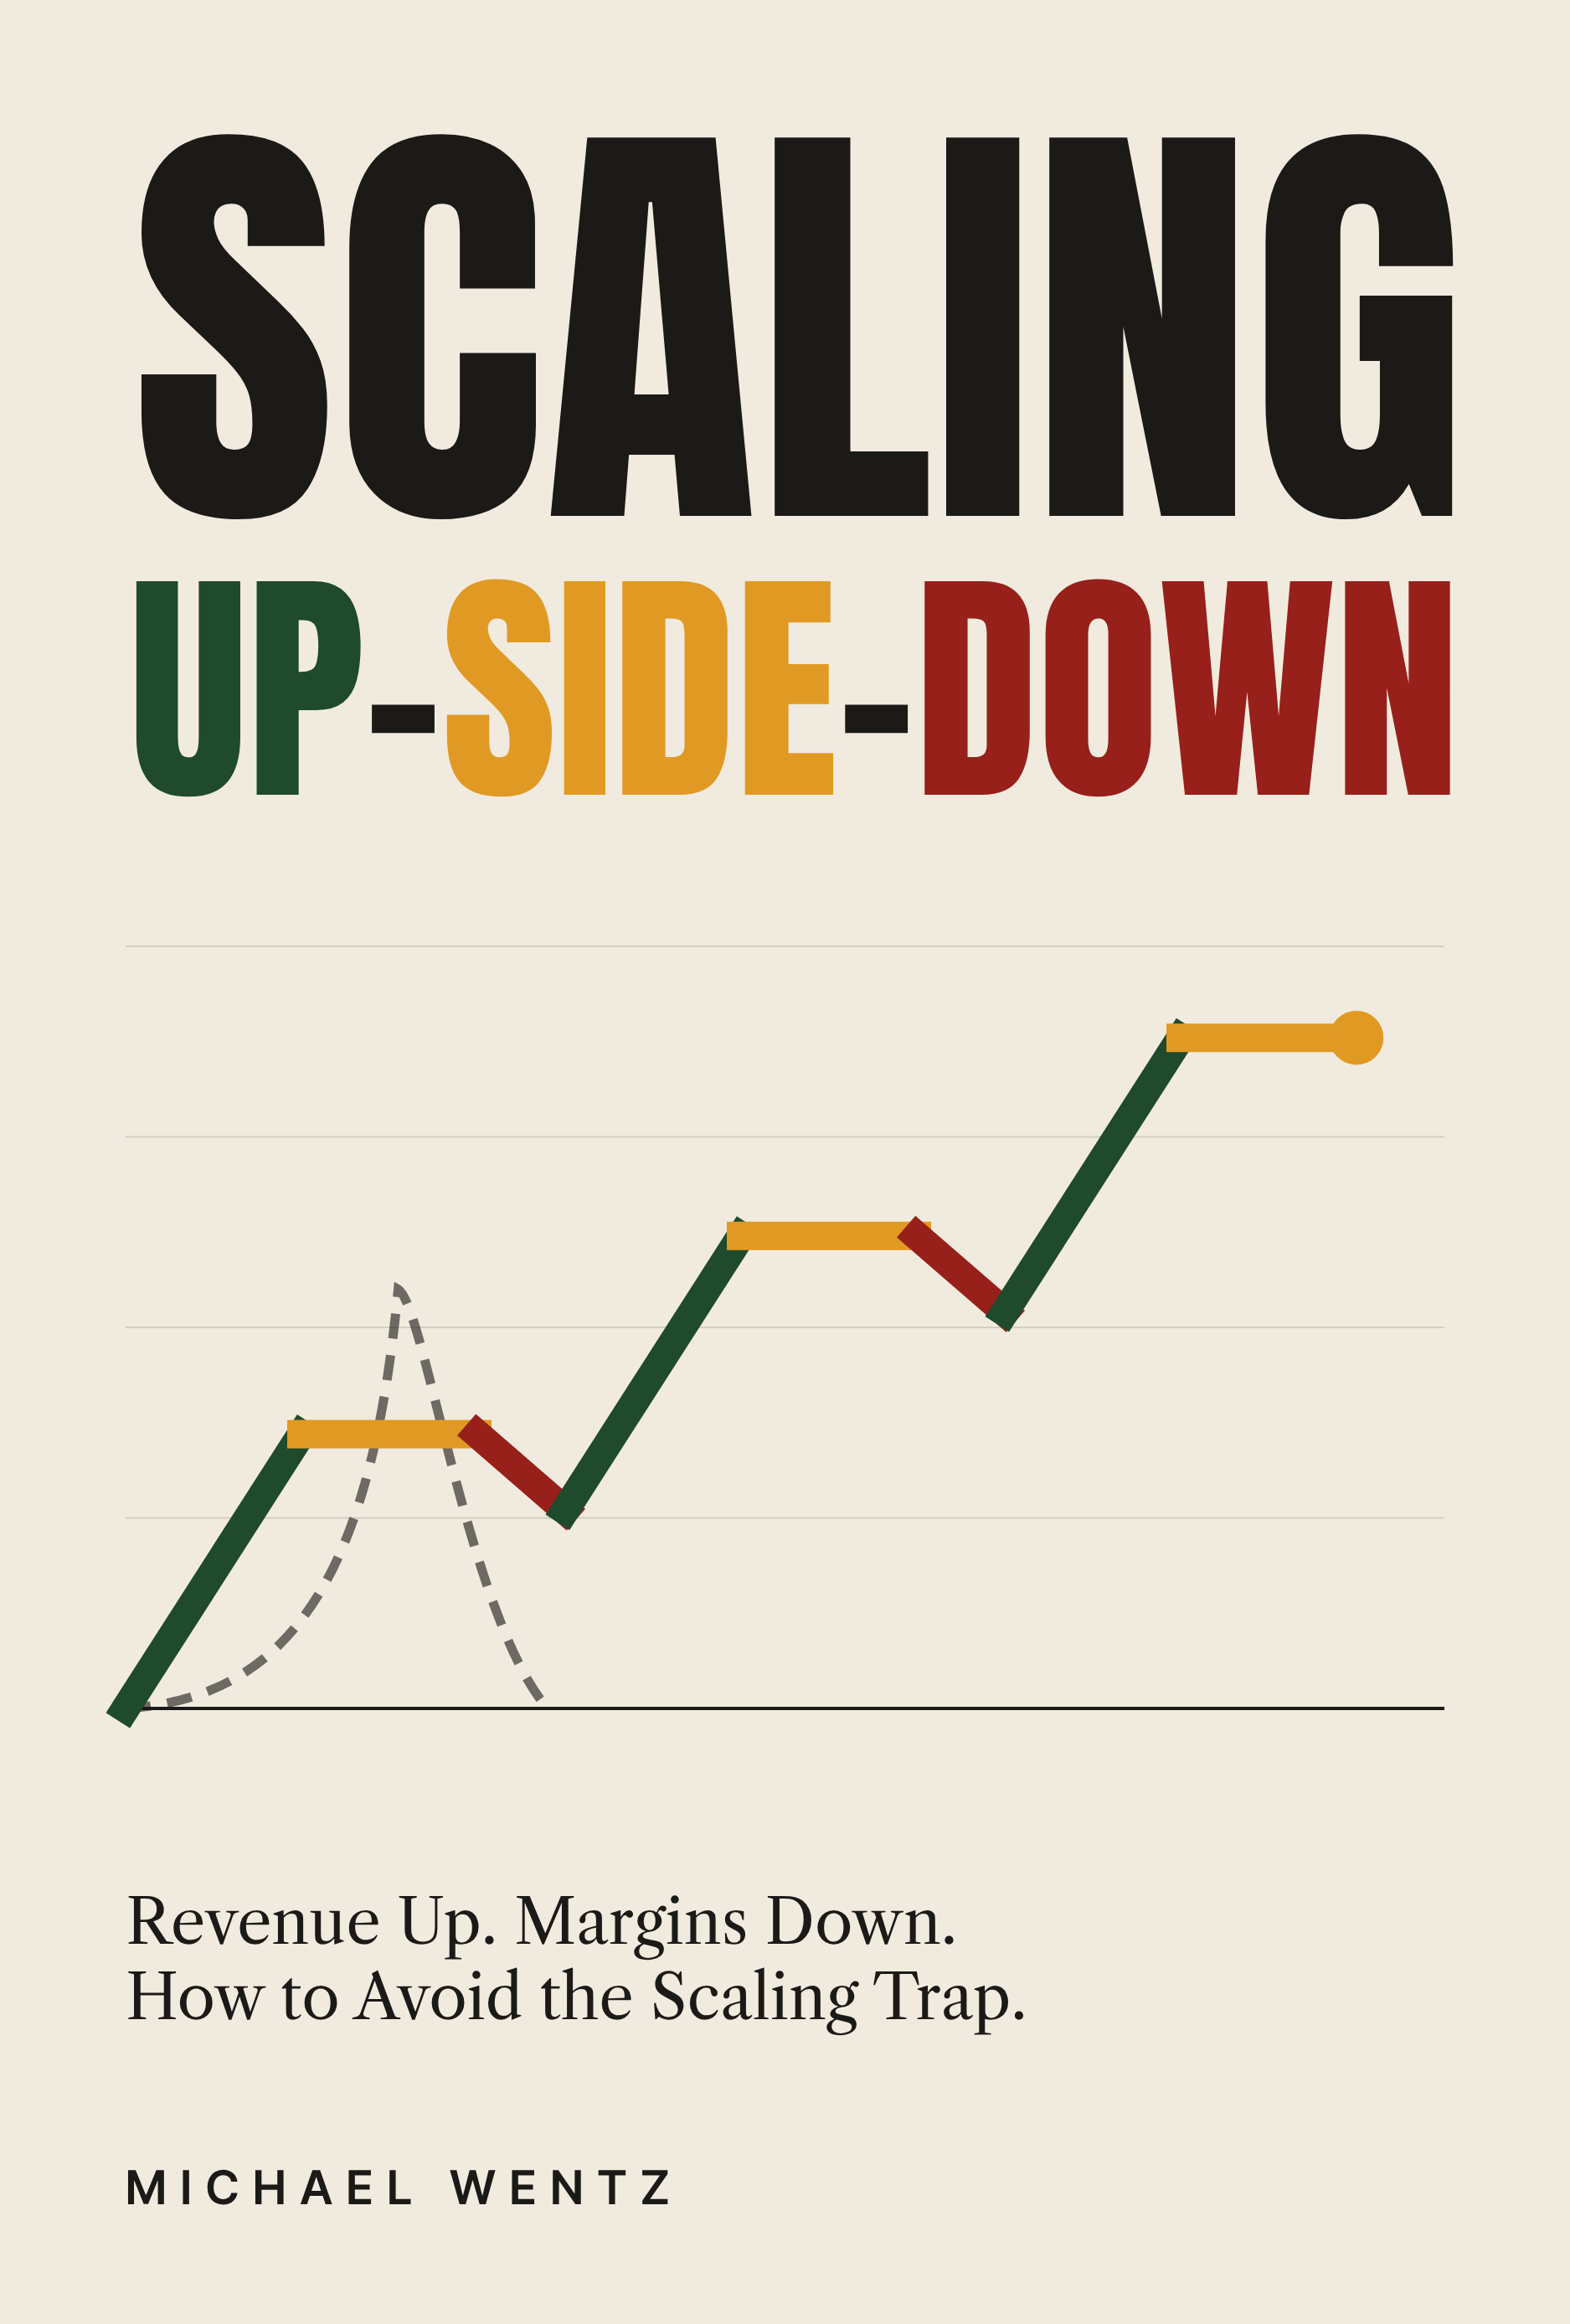 SCALING
UP-SIDE-DOWN
Revenue Up. Margins Down.
How to Avoid the Scaling Trap.
MICHAEL WENTZ